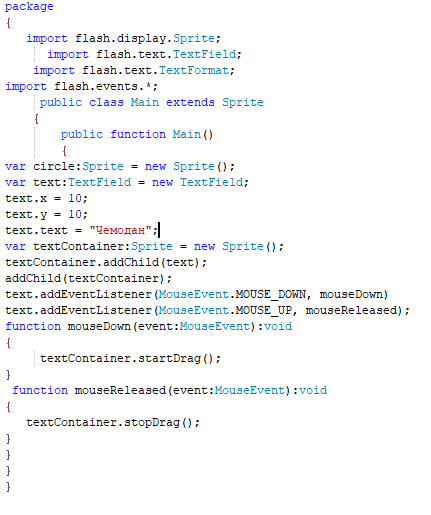 package
{
import flash.display.Sprite;
import flash.text.TextField;
import flash.text.TextFormat;
import flash.events.*;
public class Main extends Sprite
{
public function Main()
{
var circle:Sprite = new Sprite();
var text:TextField = new TextField;
text.x = 10;
text.y = 10;
text.text = "Чемодан";
var textContainer:Sprite = new Sprite();
textContainer.addChild(text);
addChild(textContainer);
text.addEventListener(MouseEvent.MOUSE_DOWN, mouseDown)
text.addEventListener(MouseEvent.MOUSE_UP, mouseReleased);
function mouseDown(event:MouseEvent):void
{
textContainer.startDrag();
}
function mouseReleased(event:MouseEvent):void
{
textContainer.stopDrag();
}
}
}
}